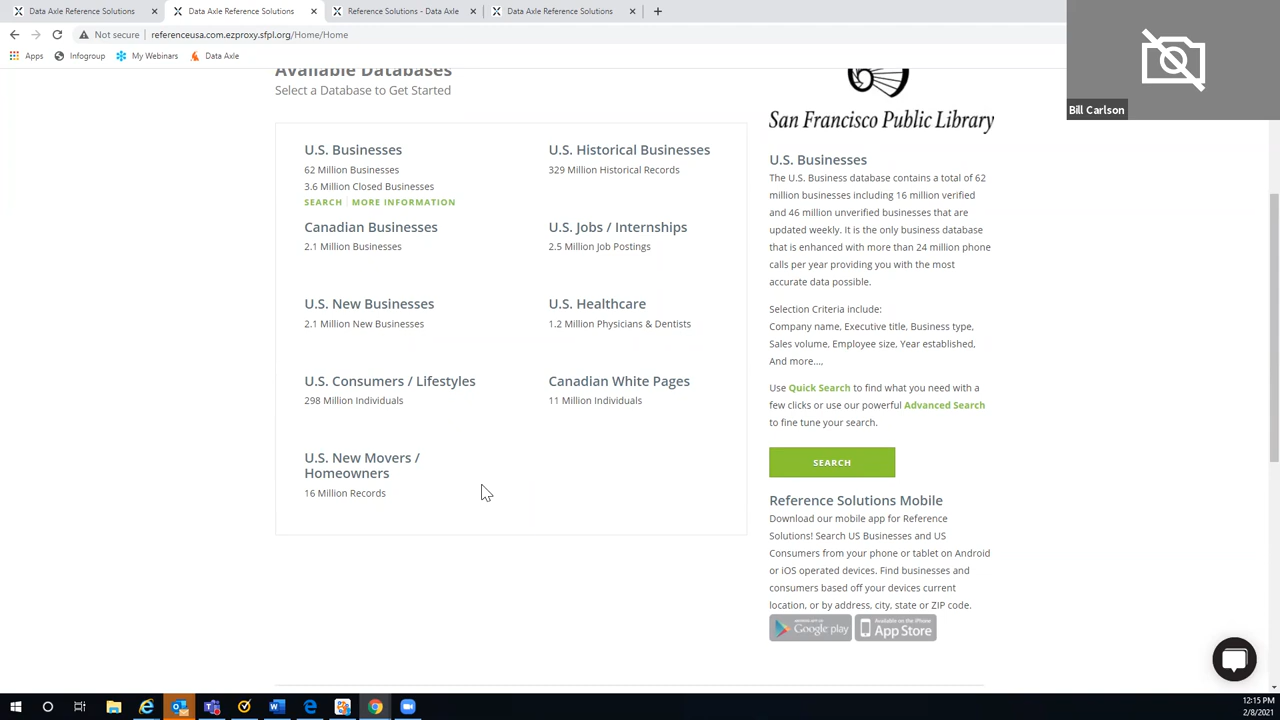 Data Axle Reference Solutions
Data Axle Reference Solutions
Reference Solutions - Data Axle
Data Axle Reference Solutions
Not secure
referenceusa.com.ezproxy.sfpl.org/Home/Home
Apps
Infogroup
My Webinars
Data Axle
Bill Carlson
Available Databases
Select a Database to Get Started
U.S. Businesses
62 Million Businesses
3.6 Million Closed Businesses
SEARCH | MORE INFORMATION
U.S. Historical Businesses
329 Million Historical Records
Canadian Businesses
2.1 Million Businesses
U.S. Jobs / Internships
2.5 Million Job Postings
U.S. New Businesses
2.1 Million New Businesses
U.S. Healthcare
1.2 Million Physicians & Dentists
U.S. Consumers / Lifestyles
298 Million Individuals
Canadian White Pages
11 Million Individuals
U.S. New Movers /
Homeowners
16 Million Records
San Francisco Public Library
U.S. Businesses
The U.S. Business database contains a total of 62
million businesses including 16 million verified
and 46 million unverified businesses that are
updated weekly. It is the only business database
that is enhanced with more than 24 million phone
calls per year providing you with the most
accurate data possible.
Selection Criteria include:
Company name, Executive title, Business type,
Sales volume, Employee size, Year established,
And more...,
Use Quick Search to find what you need with a
few clicks or use our powerful Advanced Search
to fine tune your search.
SEARCH
Reference Solutions Mobile
Download our mobile app for Reference
Solutions! Search US Businesses and US
Consumers from your phone or tablet on Android
or iOS operated devices. Find businesses and
consumers based off your devices current
location, or by address, city, state or ZIP code.
Google play
Available on the iPhone
App Store
12:15 PM
2/8/2021